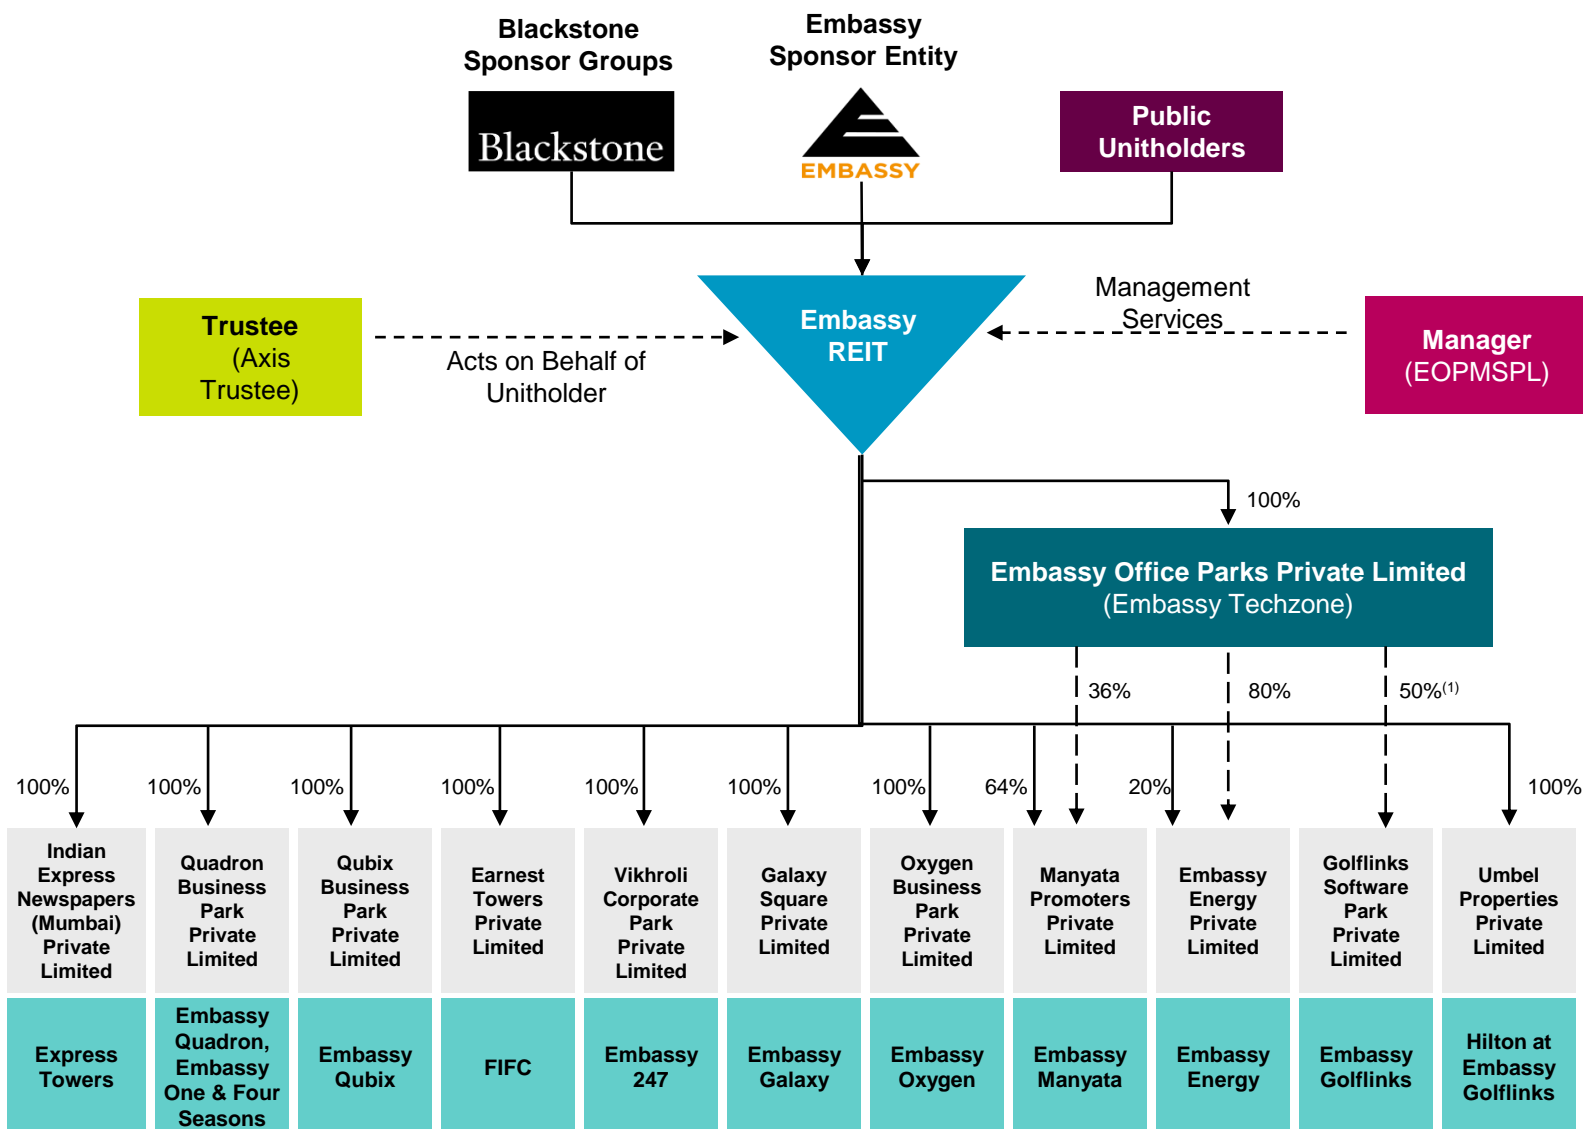 Blackstone
Sponsor Groups
Embassy
Sponsor Entity
Blackstone
EMBASSY
Public
Unitholders
Trustee
(Axis
Trustee)
Acts on Behalf of
Unitholder
Embassy
REIT
Management
Services
Manager
(EOPMSPL)
100%
Embassy Office Parks Private Limited
(Embassy Techzone)
36%
80%
50%(1)
100%
100%
100%
100%
100%
100%
100%
64%
20%
100%
Indian
Express
Newspapers
(Mumbai)
Private
Limited
Quadron
Business
Park
Private
Limited
Qubix
Business
Park
Private
Limited
Earnest
Towers
Private
Limited
Vikhroli
Corporate
Park
Private
Limited
Galaxy
Square
Private
Limited
Oxygen
Business
Park
Private
Limited
Manyata
Promoters
Private
Limited
Embassy
Energy
Private
Limited
Golflinks
Software
Park
Private
Limited
Umbel
Properties
Private
Limited
Express
Towers
Embassy
Quadron,
Embassy
One & Four
Seasons
Embassy
Qubix
FIFC
Embassy
247
Embassy
Galaxy
Embassy
Oxygen
Embassy
Manyata
Embassy
Energy
Embassy
Golflinks
Hilton at
Embassy
Golflinks